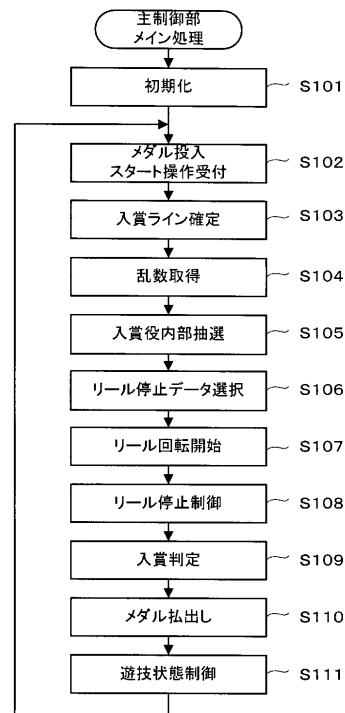 主制御部
メイン処理
初期化
S101
メダル投入
スタート操作受付
S102
入賞ライン確定
S103
乱数取得
S104
入賞役内部抽選
S105
リール停止データ選択
S106
リール回転開始
S107
リール停止制御
S108
入賞判定
S109
メダル払出し
S110
遊技状態制御
S111